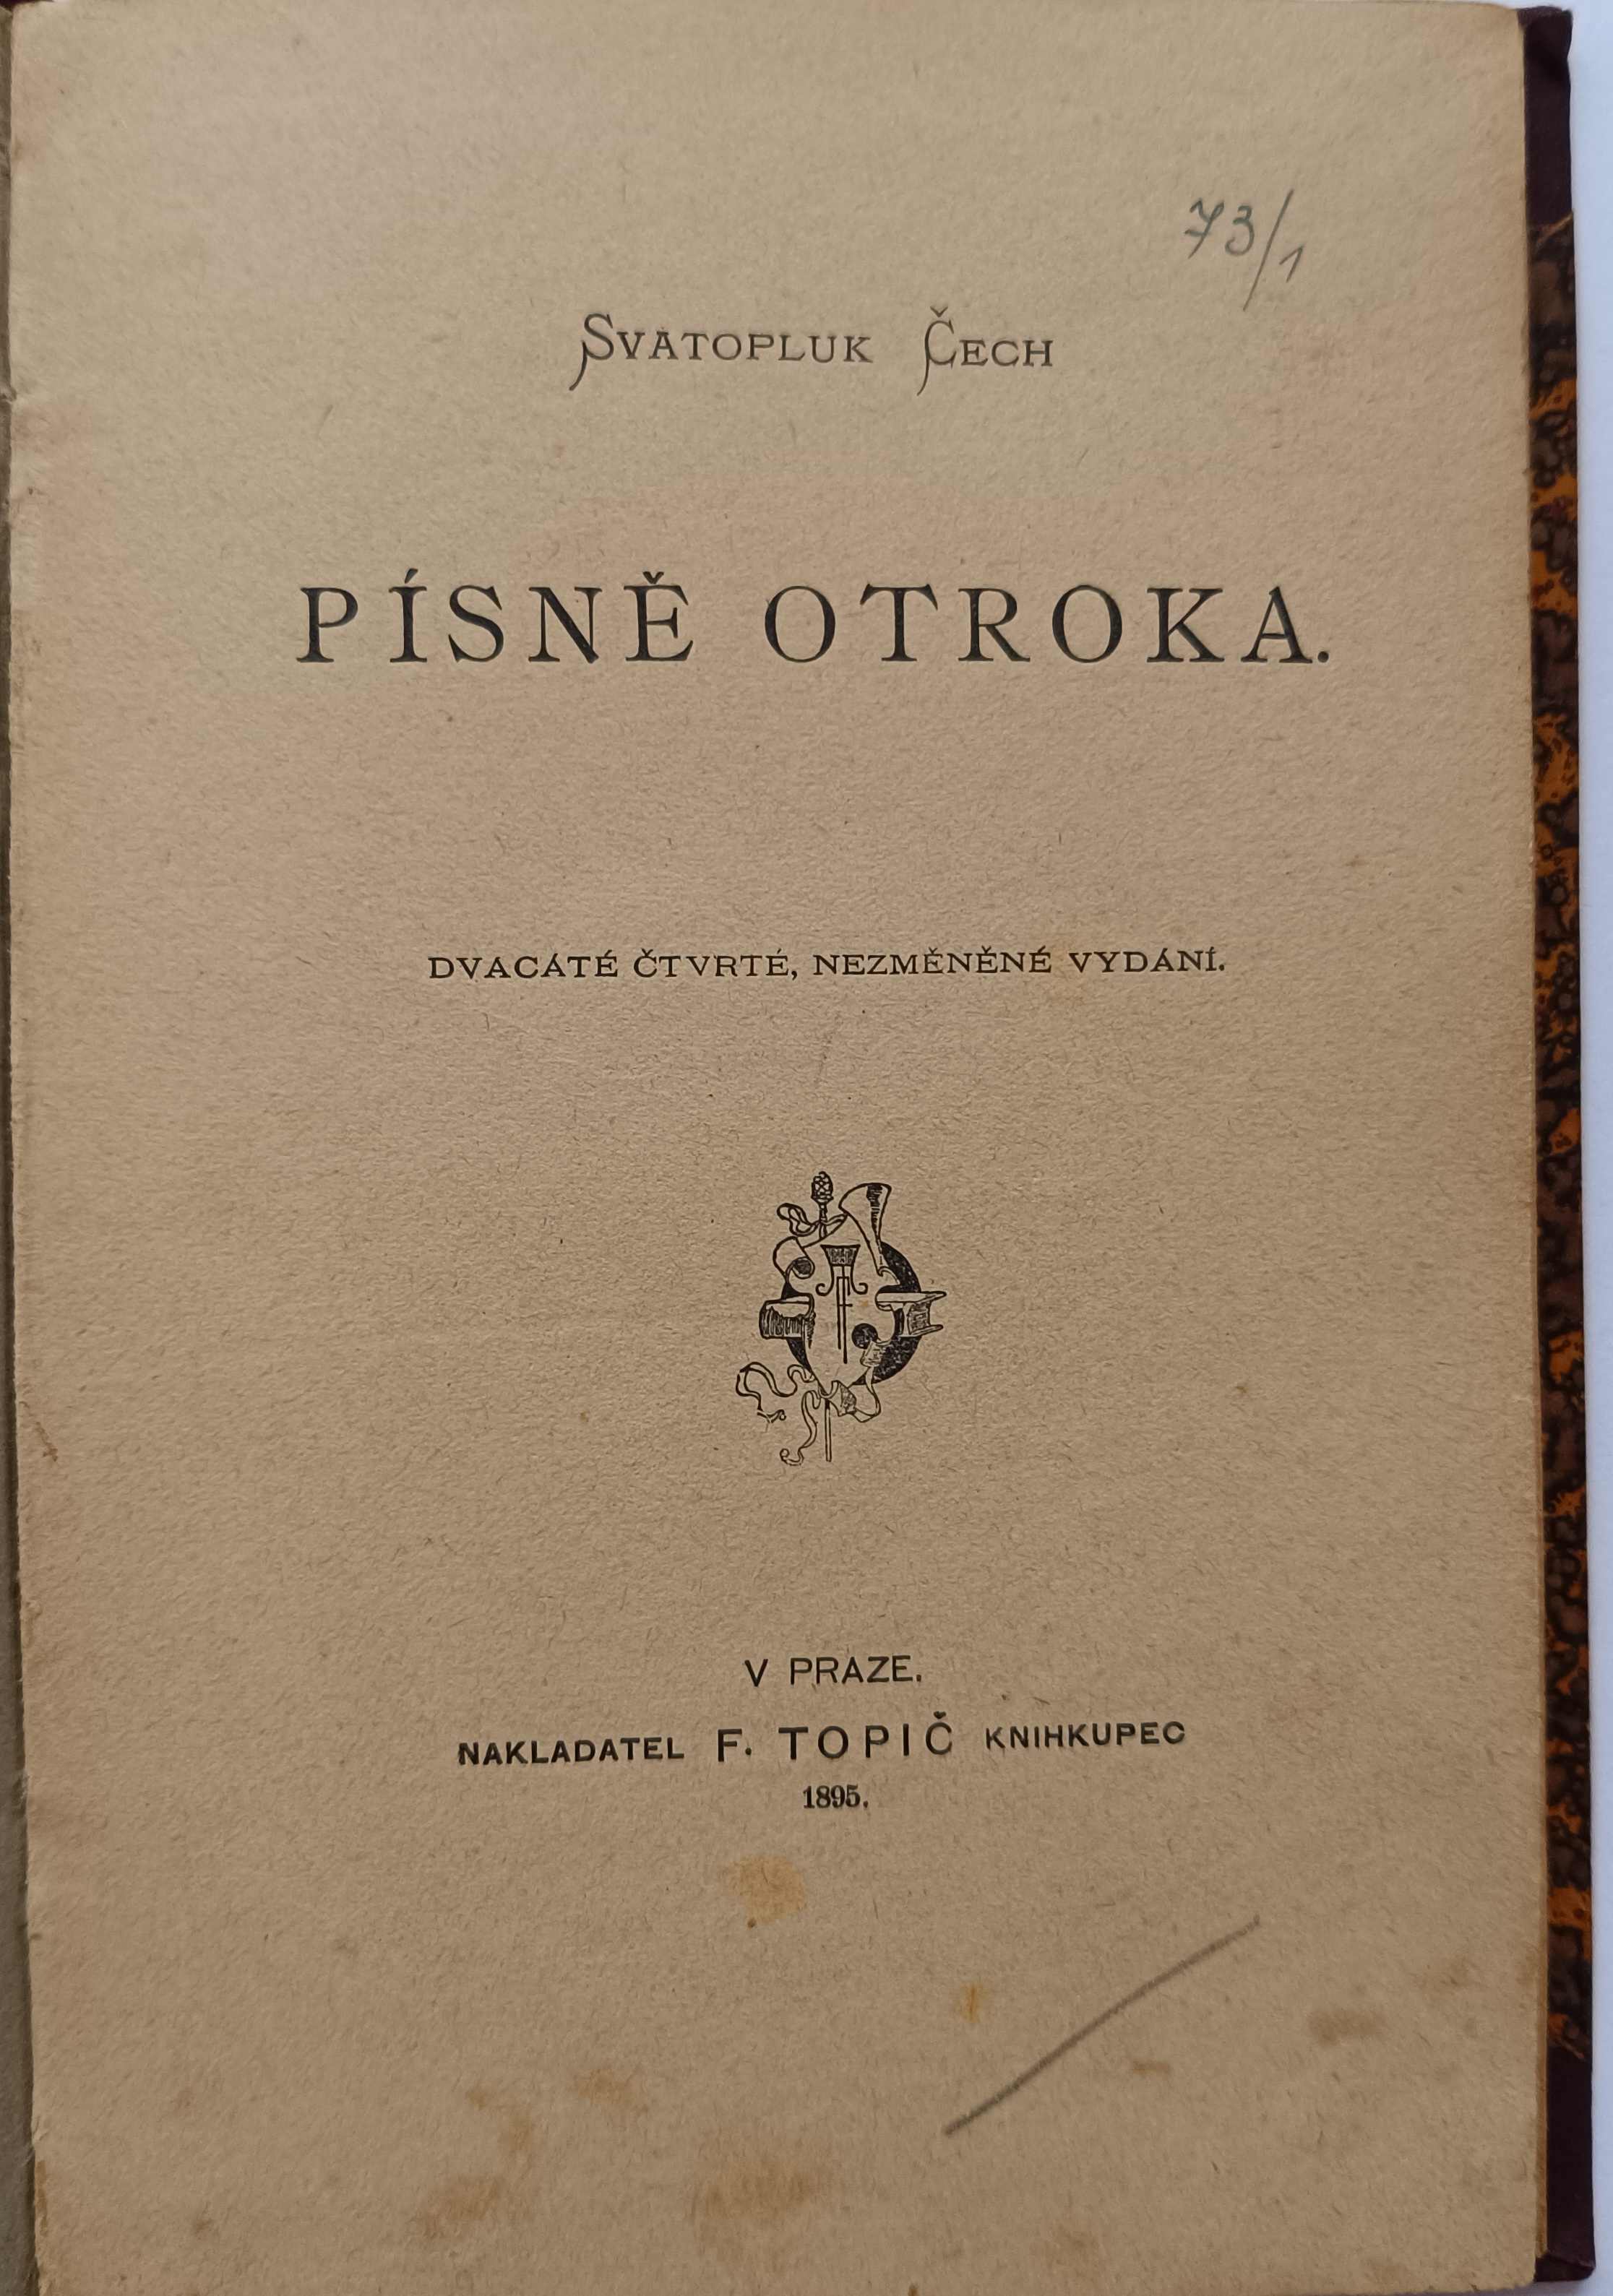 73/1
Svatopluk Čech
PÍSNĚ OTROKA.
DVACÁTÉ ČTVRTÉ, NEZMĚNĚNÉ VYDÁNÍ.
V PRAZE.
NAKLADATEL F. TOPIČ KNIHKUPEC
1895.